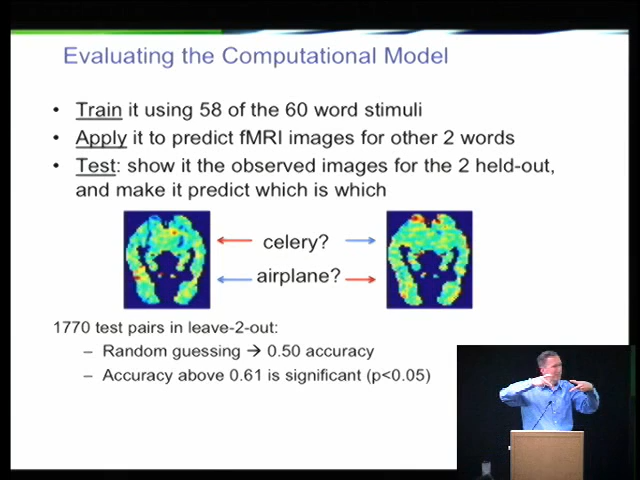 Evaluating the Computational Model
• Train it using 58 of the 60 word stimuli
• Apply it to predict fMRI images for other 2 words
• Test: show it the observed images for the 2 held-out,
and make it predict which is which
celery?
airplane?
1770 test pairs in leave-2-out:
– Random guessing → 0.50 accuracy
– Accuracy above 0.61 is significant (p<0.05)